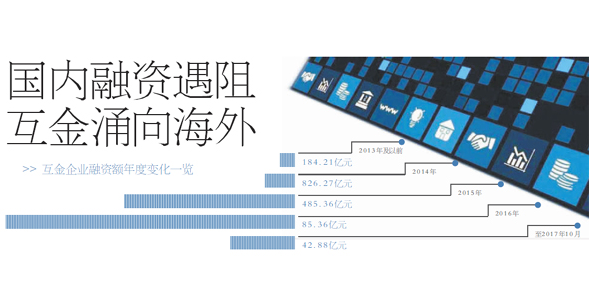 国内融资遇阻
互金涌向海外
>> 互金企业融资额年度变化一览
184.21亿元
2013年及以前
826.27亿元
2014年
485.36亿元
2015年
85.36亿元
2016年
42.88亿元
至2017年10月